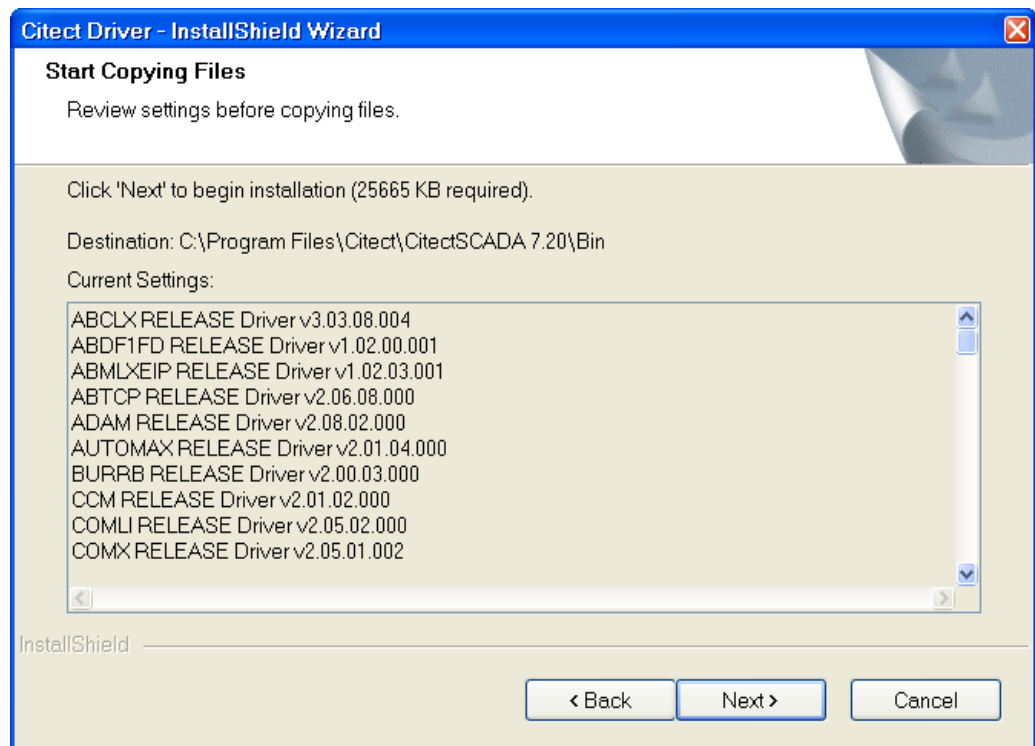 Citect Driver - InstallShield Wizard
Start Copying Files
Review settings before copying files.
Click 'Next' to begin installation (25665 KB required).
Destination: C:\Program Files\Citect\CitectSCADA 7.20\Bin
Current Settings:
ABCLX RELEASE Driver v3.03.08.004
ABDF1FD RELEASE Driver v1.02.00.001
ABMLXEIP RELEASE Driver v1.02.03.001
ABTCP RELEASE Driver v2.06.08.000
ADAM RELEASE Driver v2.08.02.000
AUTOMAX RELEASE Driver v2.01.04.000
BURRB RELEASE Driver v2.00.03.000
CCM RELEASE Driver v2.01.02.000
COMLI RELEASE Driver v2.05.02.000
COMX RELEASE Driver v2.05.01.002
InstallShield
< Back Next > Cancel